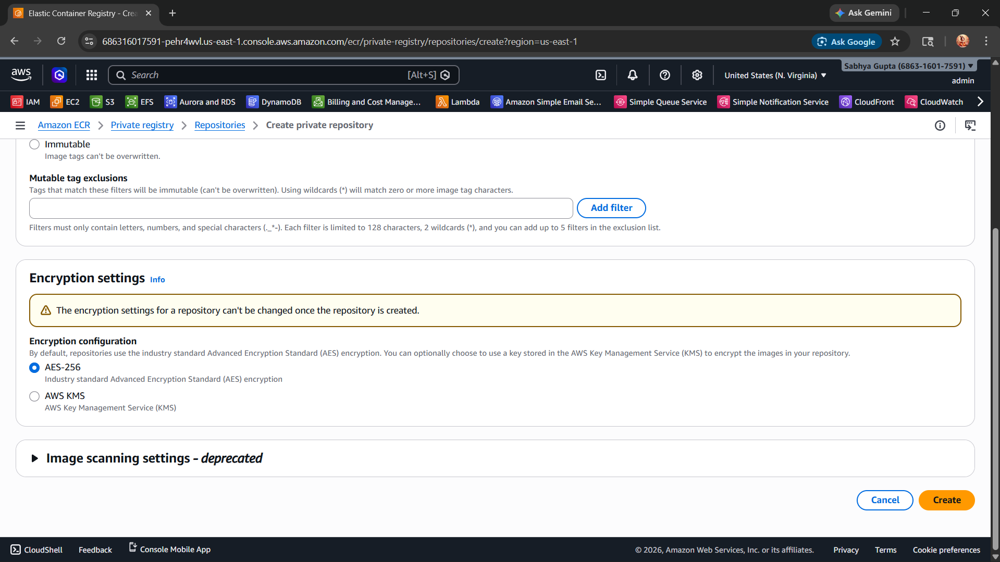 Elastic Container Registry - Crea
Ask Gemini
686316017591-pehr4wvl.us-east-1.console.aws.amazon.com/ecr/private-registry/repositories/create?region=us-east-1
Ask Google
aws
Search
[Alt+S]
United States (N. Virginia)
Sabhya Gupta (6863-1601-7591)
admin
IAM
EC2
S3
EFS
Aurora and RDS
DynamoDB
Billing and Cost Manage...
Lambda
Amazon Simple Email Se...
Simple Queue Service
Simple Notification Service
CloudFront
CloudWatch
Amazon ECR
Private registry
Repositories
Create private repository
Immutable
Image tags can't be overwritten.
Mutable tag exclusions
Tags that match these filters will be immutable (can't be overwritten). Using wildcards (*) will match zero or more image tag characters.
Add filter
Filters must only contain letters, numbers, and special characters (._*-). Each filter is limited to 128 characters, 2 wildcards (*), and you can add up to 5 filters in the exclusion list.
Encryption settings Info
The encryption settings for a repository can't be changed once the repository is created.
Encryption configuration
By default, repositories use the industry standard Advanced Encryption Standard (AES) encryption. You can optionally choose to use a key stored in the AWS Key Management Service (KMS) to encrypt the images in your repository.
AES-256
Industry standard Advanced Encryption Standard (AES) encryption
AWS KMS
AWS Key Management Service (KMS)
Image scanning settings - deprecated
Cancel
Create
CloudShell
Feedback
Console Mobile App
© 2026, Amazon Web Services, Inc. or its affiliates.
Privacy
Terms
Cookie preferences